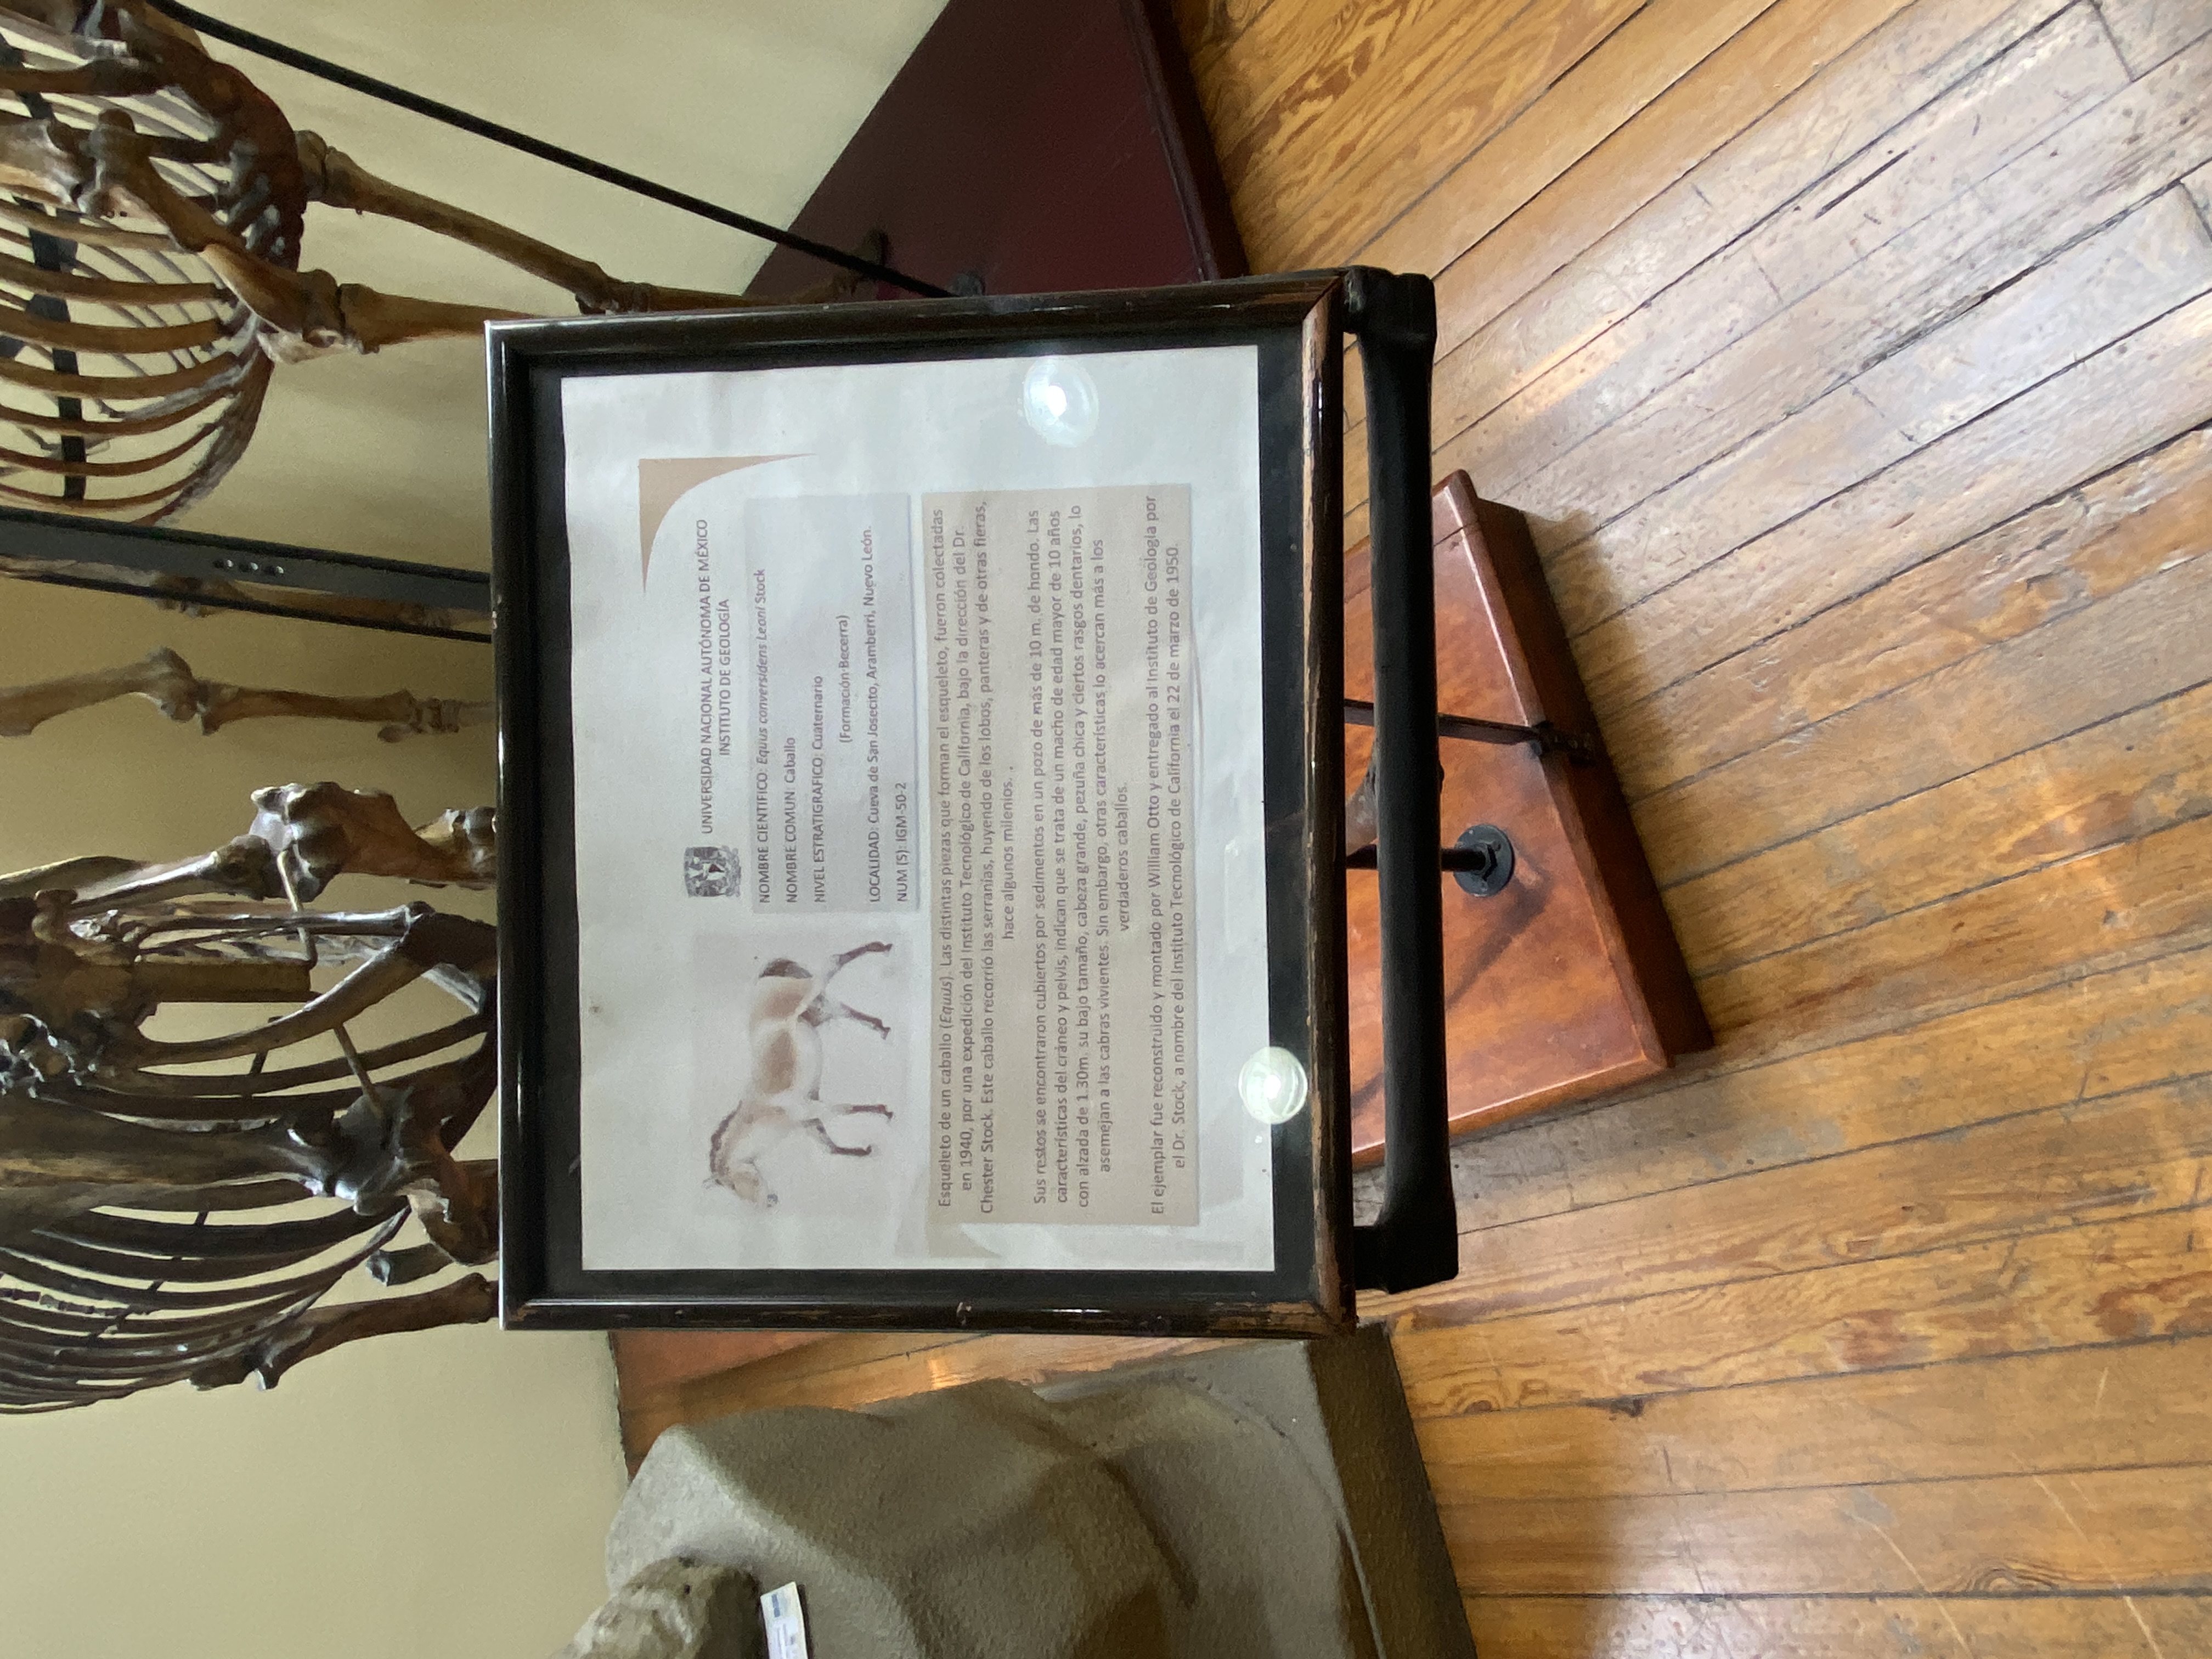 UNIVERSIDAD NACIONAL AUTÓNOMA DE MÉXICO
INSTITUTO DE GEOLOGÍA
NOMBRE CIENTIFICO: Equus conversidens Leoni Stock
NOMBRE COMUN: Caballo
NIVEL ESTRATIGRAFICO: Cuaternario
(Formación Becerra)
LOCALIDAD: Cueva de San Josecito, Aramberri, Nuevo León.
NUM (S): IGM-50-2
Esqueleto de un caballo (Equus). Las distintas piezas que forman el esqueleto, fueron colectadas
en 1940, por una expedición del Instituto Tecnológico de California, bajo la dirección del Dr.
Chester Stock. Este caballo recorrió las serranías, huyendo de los lobos, panteras y de otras fieras,
hace algunos milenios. .
Sus restos se encontraron cubiertos por sedimentos en un pozo de más de 10 m. de hondo. Las
características del cráneo y pelvis, indican que se trata de un macho de edad mayor de 10 años
con alzada de 1.30m. su bajo tamaño, cabeza grande, pezuña chica y ciertos rasgos dentarios, lo
asemejan a las cabras vivientes. Sin embargo, otras características lo acercan más a los
verdaderos caballos.
El ejemplar fue reconstruido y montado por William Otto y entregado al Instituto de Geología por
el Dr. Stock, a nombre del Instituto Tecnológico de California el 22 de marzo de 1950.